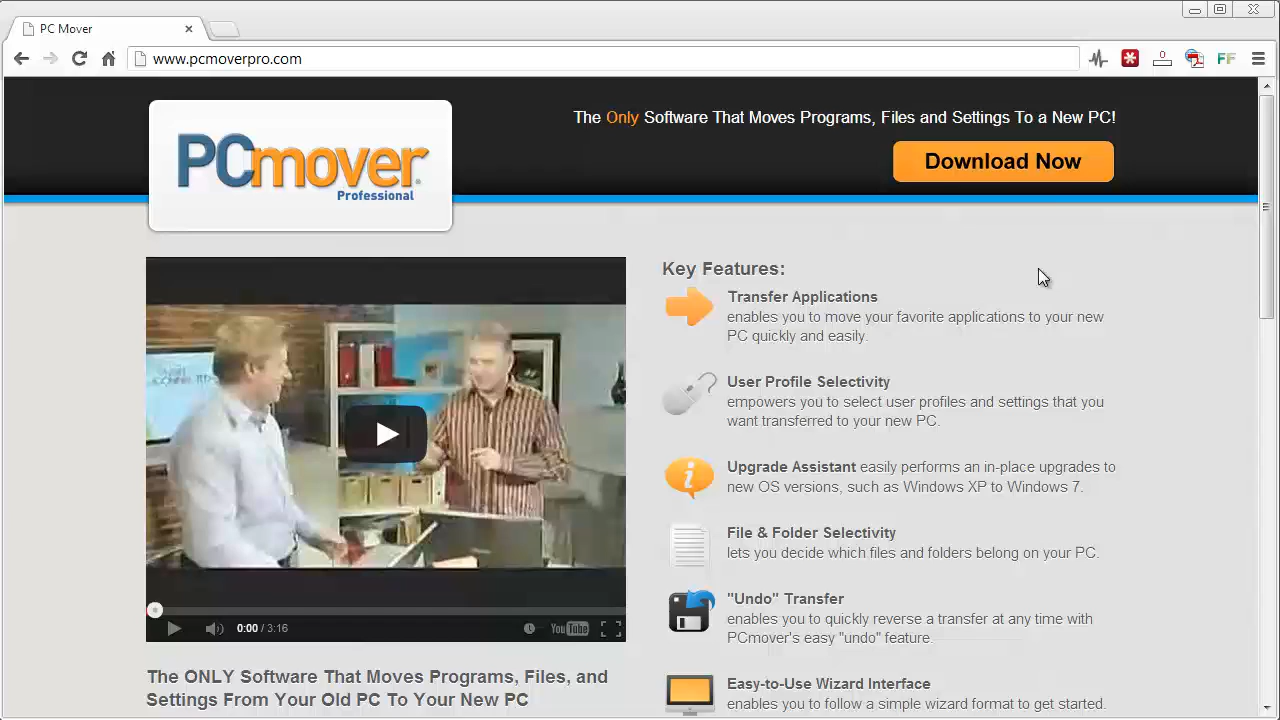 PC Mover
www.pcmoverpro.com
FF
PCmover
Professional
The Only Software That Moves Programs, Files and Settings To a New PC!
Download Now
0:00 / 3:16
YouTube
The ONLY Software That Moves Programs, Files, and
Settings From Your Old PC To Your New PC
Key Features:
Transfer Applications
enables you to move your favorite applications to your new
PC quickly and easily.
User Profile Selectivity
empowers you to select user profiles and settings that you
want transferred to your new PC.
Upgrade Assistant easily performs an in-place upgrades to
new OS versions, such as Windows XP to Windows 7.
File & Folder Selectivity
lets you decide which files and folders belong on your PC.
"Undo" Transfer
enables you to quickly reverse a transfer at any time with
PCmover's easy "undo" feature
Easy-to-Use Wizard Interface
enables you to follow a simple wizard format to get started.